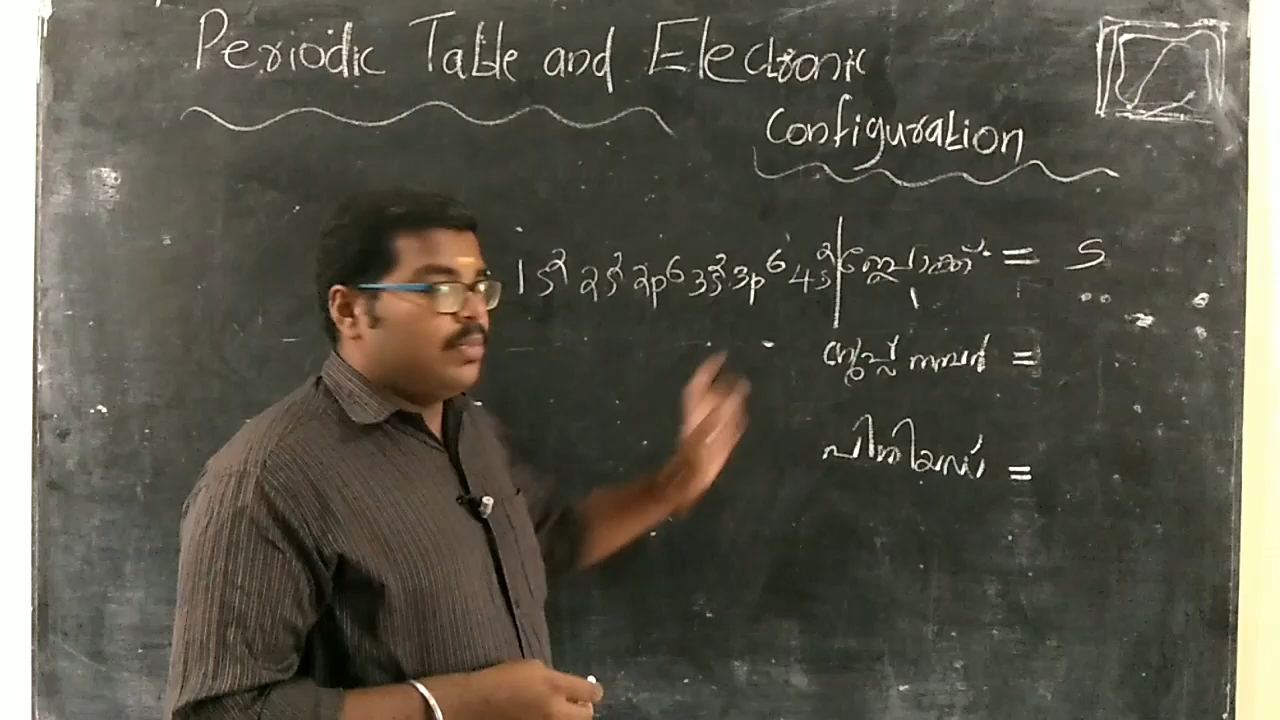 Periodic Table and Electronic
Configuration
1s² 2s² 2p⁶ 3s² 3p⁶ 4s² ബ്ലോക്ക് = S
ഗ്രൂപ്പ് നമ്പർ =
പിരിയഡ് =